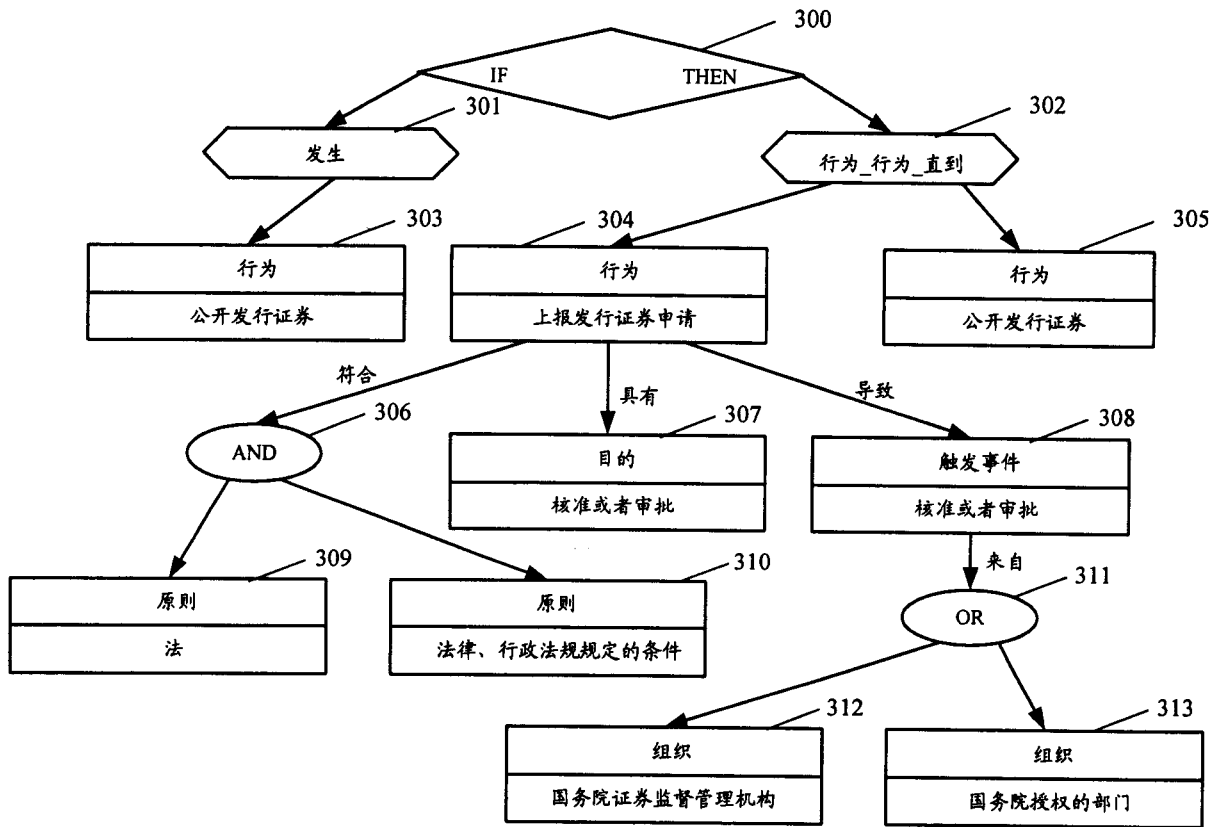 300
IF
THEN
301
302
发生
行为_行为_直到
303
304
305
行为
行为
行为
公开发行证券
上报发行证券申请
公开发行证券
符合
具有
导致
306
307
308
AND
目的
触发事件
核准或者审批
核准或者审批
309
310
来自
311
原则
原则
OR
法
法律、行政法规规定的条件
312
313
组织
组织
国务院证券监督管理机构
国务院授权的部门